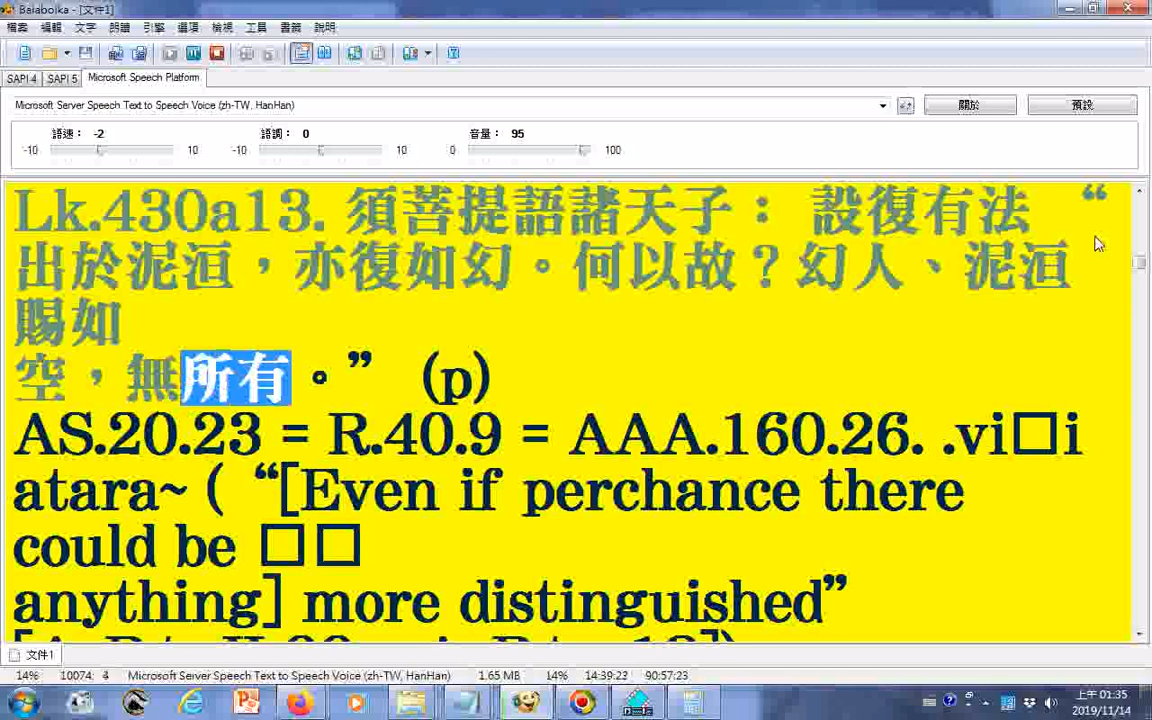 Balabolka - [文件1]
檔案 編輯 文字 朗讀 引擎 選項 檢視 工具 書籤 說明
SAPI 4 SAPI 5 Microsoft Speech Platform
Microsoft Server Speech Text to Speech Voice (zh-TW, HanHan) 關於 預設
語速： -2 語調： 0 音量： 95
-10 10 -10 10 0 100
Lk.430a13. 須菩提語諸天子： 設復有法 “
出於泥洹，亦復如幻。何以故？幻人、泥洹
賜如
空，無所有。” (p)
AS.20.23 = R.40.9 = AAA.160.26. .vi□i
atara~ ( “[Even if perchance there
could be □□
anything] more distinguished”
文件1
14% 10074: 4 Microsoft Server Speech Text to Speech Voice (zh-TW, HanHan) 1.65 MB 14% 14:39:23 90:57:23
上午 01:35
2019/11/14